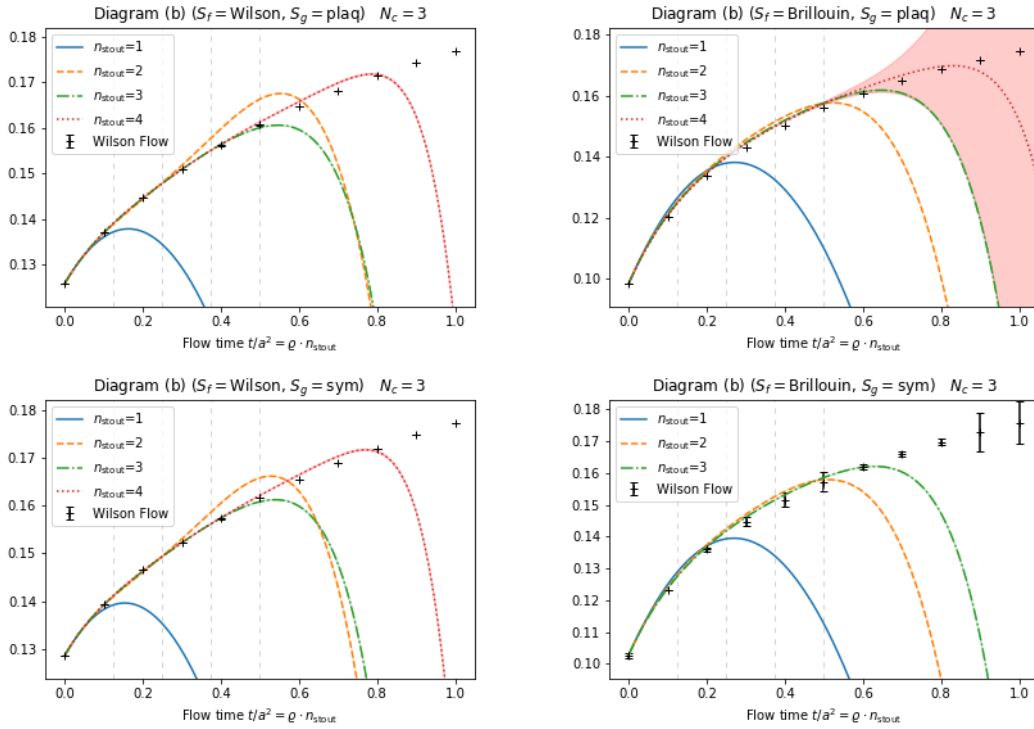 Diagram (b) (S_f = Wilson, S_g = plaq)   N_c = 3
0.18
0.17
0.16
0.15
0.14
0.13
n_stout=1
n_stout=2
n_stout=3
n_stout=4
Wilson Flow
0.0 0.2 0.4 0.6 0.8 1.0
Flow time t/a² = ϱ · n_stout
Diagram (b) (S_f = Brillouin, S_g = plaq)   N_c = 3
0.18
0.16
0.14
0.12
0.10
n_stout=1
n_stout=2
n_stout=3
n_stout=4
Wilson Flow
0.0 0.2 0.4 0.6 0.8 1.0
Flow time t/a² = ϱ · n_stout
Diagram (b) (S_f = Wilson, S_g = sym)   N_c = 3
0.18
0.17
0.16
0.15
0.14
0.13
n_stout=1
n_stout=2
n_stout=3
n_stout=4
Wilson Flow
0.0 0.2 0.4 0.6 0.8 1.0
Flow time t/a² = ϱ · n_stout
Diagram (b) (S_f = Brillouin, S_g = sym)   N_c = 3
0.18
0.17
0.16
0.15
0.14
0.13
0.12
0.11
0.10
n_stout=1
n_stout=2
n_stout=3
Wilson Flow
0.0 0.2 0.4 0.6 0.8 1.0
Flow time t/a² = ϱ · n_stout